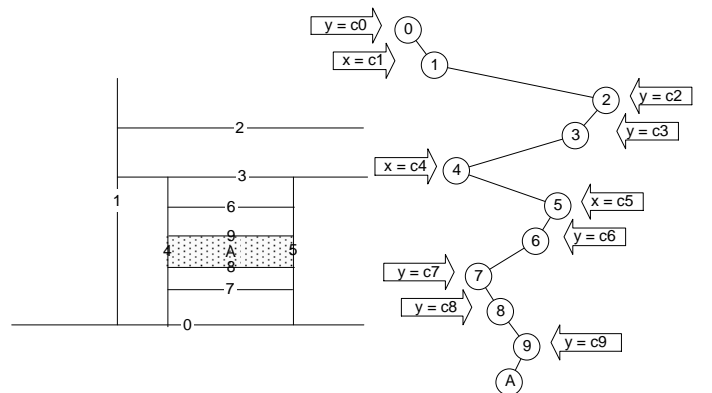 2
3
1
6
9
4
A
5
8
7
0
y = c0
0
x = c1
1
2
y = c2
3
y = c3
x = c4
4
5
x = c5
6
y = c6
y = c7
7
y = c8
8
9
y = c9
A